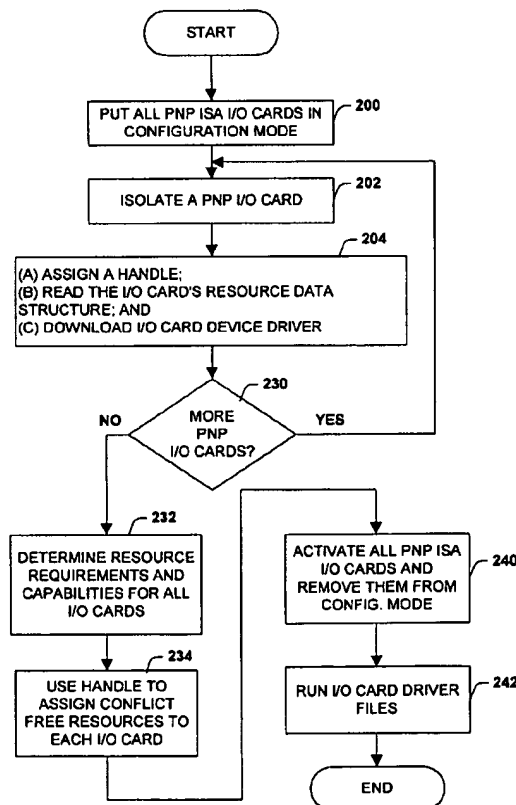 START
PUT ALL PNP ISA I/O CARDS IN
CONFIGURATION MODE
200
ISOLATE A PNP I/O CARD
202
204
(A) ASSIGN A HANDLE;
(B) READ THE I/O CARD'S RESOURCE DATA
STRUCTURE; AND
(C) DOWNLOAD I/O CARD DEVICE DRIVER
230
NO
MORE
PNP
I/O CARDS?
YES
232
DETERMINE RESOURCE
REQUIREMENTS AND
CAPABILITIES FOR ALL
I/O CARDS
234
USE HANDLE TO
ASSIGN CONFLICT
FREE RESOURCES TO
EACH I/O CARD
ACTIVATE ALL PNP ISA
I/O CARDS AND
REMOVE THEM FROM
CONFIG. MODE
240
RUN I/O CARD DRIVER
FILES
242
END